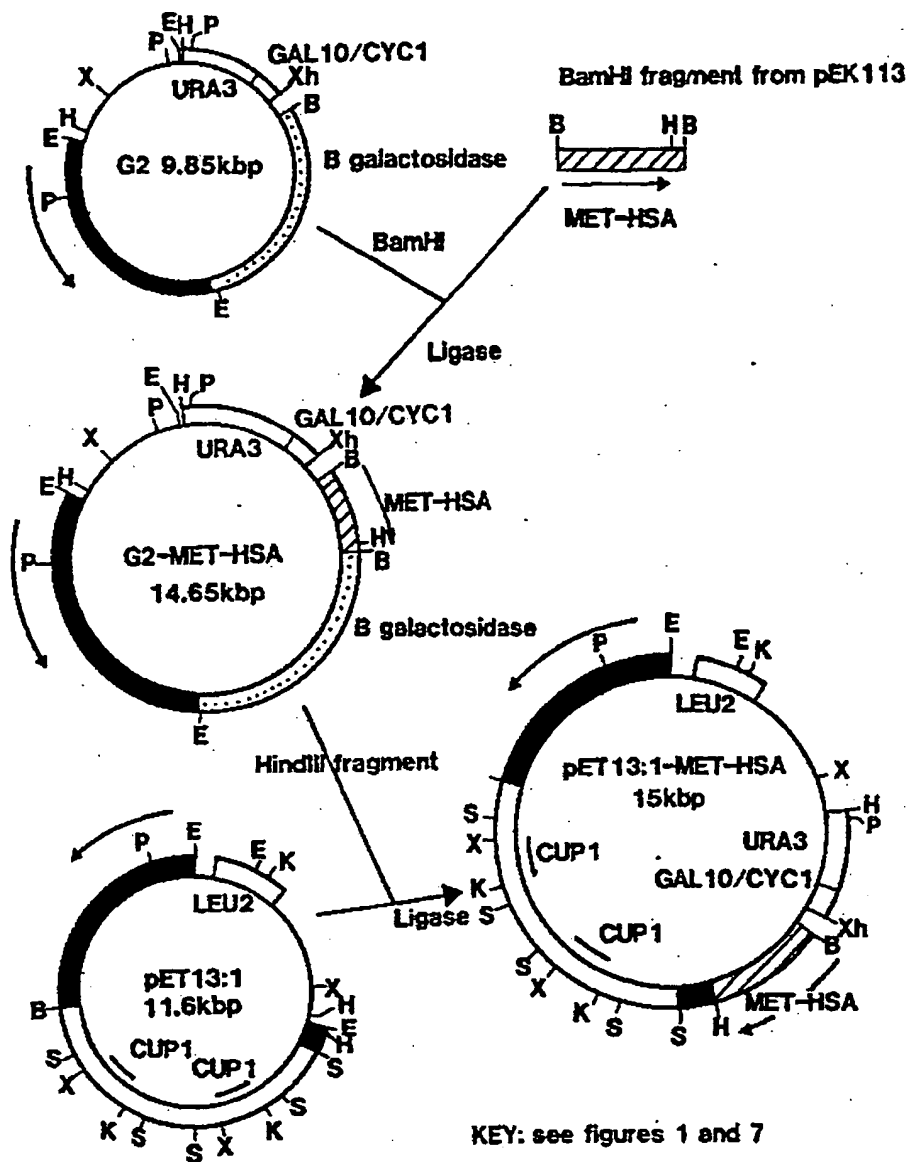 E
H
P
P
GAL10/CYC1
X
URA3
Xh
B
H
E
G2 9.85kbp
B galactosidase
P
E
BamHI fragment from pEK113
B
H
B
MET-HSA
BamHI
Ligase
E
H
P
P
GAL10/CYC1
X
URA3
Xh
B
H
E
MET-HSA
P
G2-MET-HSA
14.65kbp
H
B
B galactosidase
E
HindIII fragment
Ligase
P
E
E
K
LEU2
pET13:1
11.6kbp
X
H
E
H
S
B
CUP1
CUP1
S
X
K
S
S
X
K
S
P
E
E
K
LEU2
pET13:1-MET-HSA
15kbp
X
H
P
URA3
GAL10/CYC1
Xh
B
MET-HSA
S
X
CUP1
K
S
CUP1
S
X
K
S
S
H
KEY: see figures 1 and 7